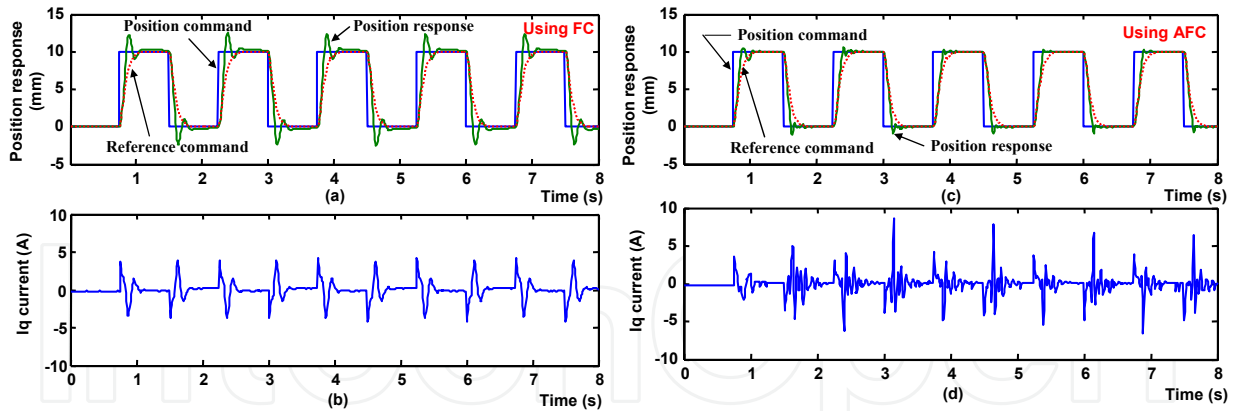 Using FC
Position command
Position response
Reference command
Position response
(mm)
15
10
5
0
-5
1 2 3 4 5 6 7 8
(a)
Time (s)
Iq current (A)
10
5
0
-5
-10
0 1 2 3 4 5 6 7 8
(b)
Time (s)
Using AFC
Position command
Reference command
Position response
Position response
(mm)
15
10
5
0
-5
1 2 3 4 5 6 7 8
(c)
Time (s)
Iq current (A)
10
5
0
-5
-10
0 1 2 3 4 5 6 7 8
(d)
Time (s)